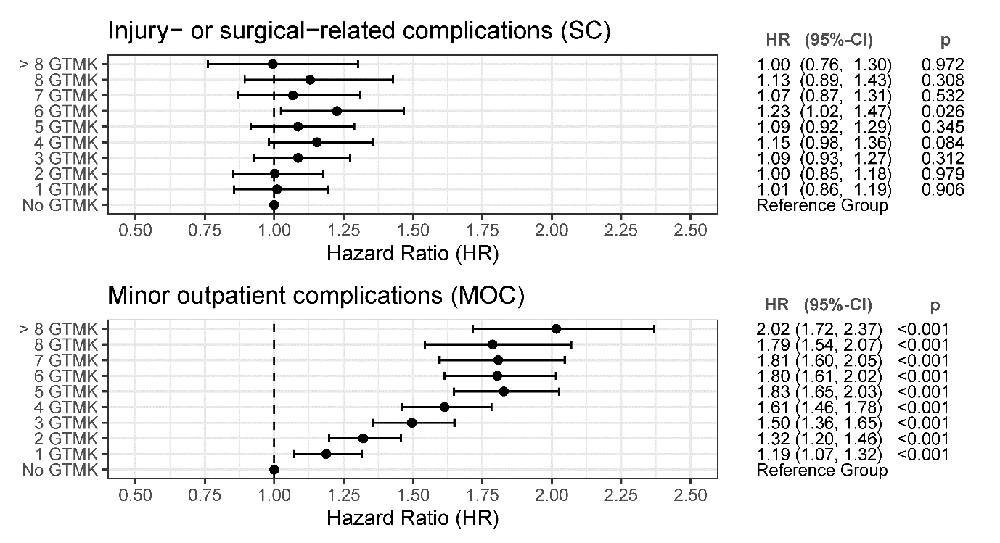 Injury− or surgical−related complications (SC)
HR (95%-CI) p
> 8 GTMK 1.00 (0.76, 1.30) 0.972
8 GTMK 1.13 (0.89, 1.43) 0.308
7 GTMK 1.07 (0.87, 1.31) 0.532
6 GTMK 1.23 (1.02, 1.47) 0.026
5 GTMK 1.09 (0.92, 1.29) 0.345
4 GTMK 1.15 (0.98, 1.36) 0.084
3 GTMK 1.09 (0.93, 1.27) 0.312
2 GTMK 1.00 (0.85, 1.18) 0.979
1 GTMK 1.01 (0.86, 1.19) 0.906
No GTMK Reference Group
0.50 0.75 1.00 1.25 1.50 1.75 2.00 2.25 2.50
Hazard Ratio (HR)
Minor outpatient complications (MOC)
HR (95%-CI) p
> 8 GTMK 2.02 (1.72, 2.37) <0.001
8 GTMK 1.79 (1.54, 2.07) <0.001
7 GTMK 1.81 (1.60, 2.05) <0.001
6 GTMK 1.80 (1.61, 2.02) <0.001
5 GTMK 1.83 (1.65, 2.03) <0.001
4 GTMK 1.61 (1.46, 1.78) <0.001
3 GTMK 1.50 (1.36, 1.65) <0.001
2 GTMK 1.32 (1.20, 1.46) <0.001
1 GTMK 1.19 (1.07, 1.32) <0.001
No GTMK Reference Group
0.50 0.75 1.00 1.25 1.50 1.75 2.00 2.25 2.50
Hazard Ratio (HR)